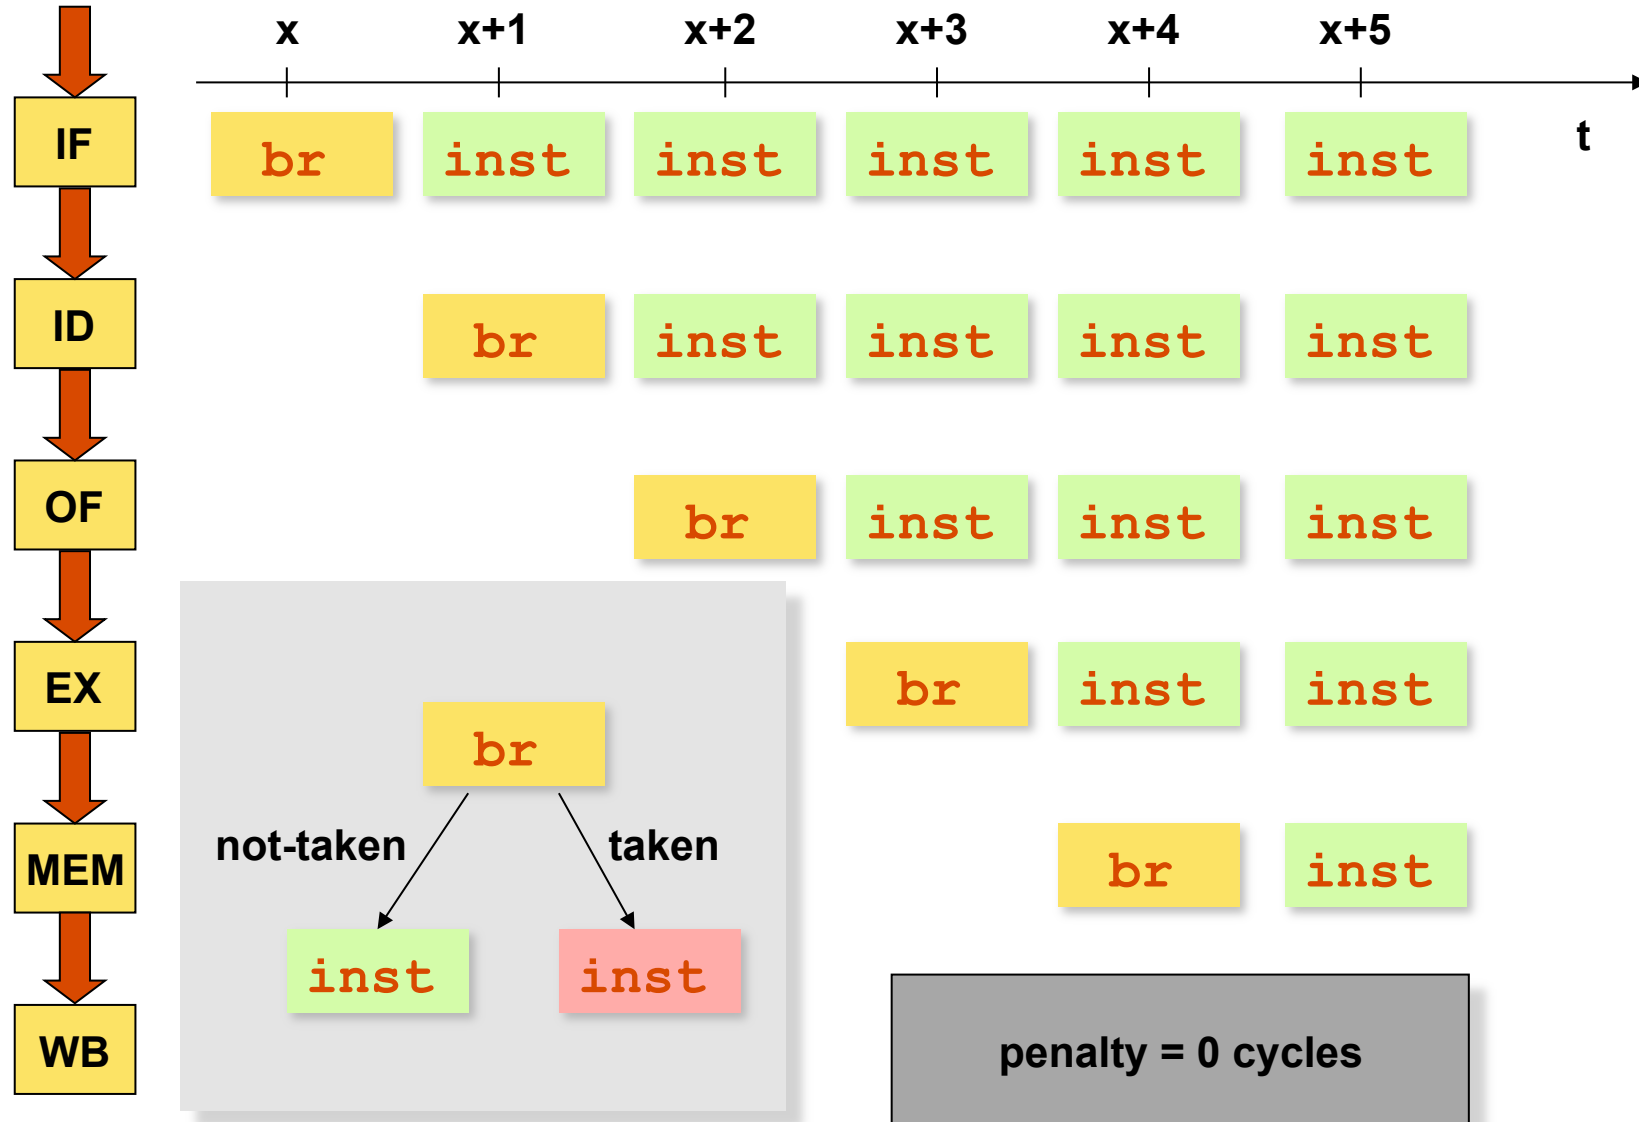 x x+1 x+2 x+3 x+4 x+5
t
IF br inst inst inst inst inst
ID br inst inst inst inst
OF br inst inst inst
EX br inst inst
br
not-taken taken
MEM br inst
inst inst
WB penalty = 0 cycles